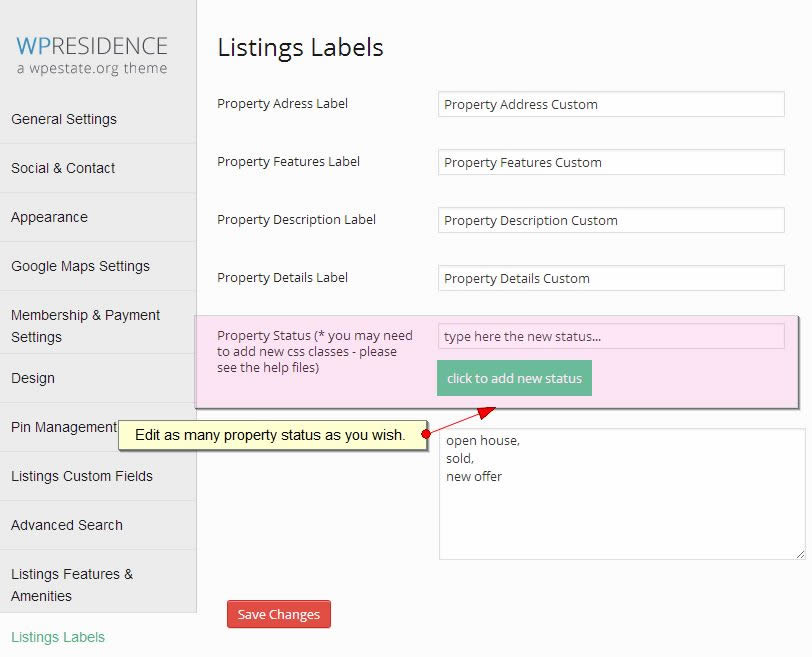 WPRESIDENCE
a wpestate.org theme
General Settings
Social & Contact
Appearance
Google Maps Settings
Membership & Payment
Settings
Design
Pin Management
Listings Custom Fields
Advanced Search
Listings Features &
Amenities
Listings Labels
Listings Labels
Property Adress Label
Property Address Custom
Property Features Label
Property Features Custom
Property Description Label
Property Description Custom
Property Details Label
Property Details Custom
Property Status (* you may need
to add new css classes - please
see the help files)
type here the new status...
click to add new status
Edit as many property status as you wish.
open house,
sold,
new offer
Save Changes